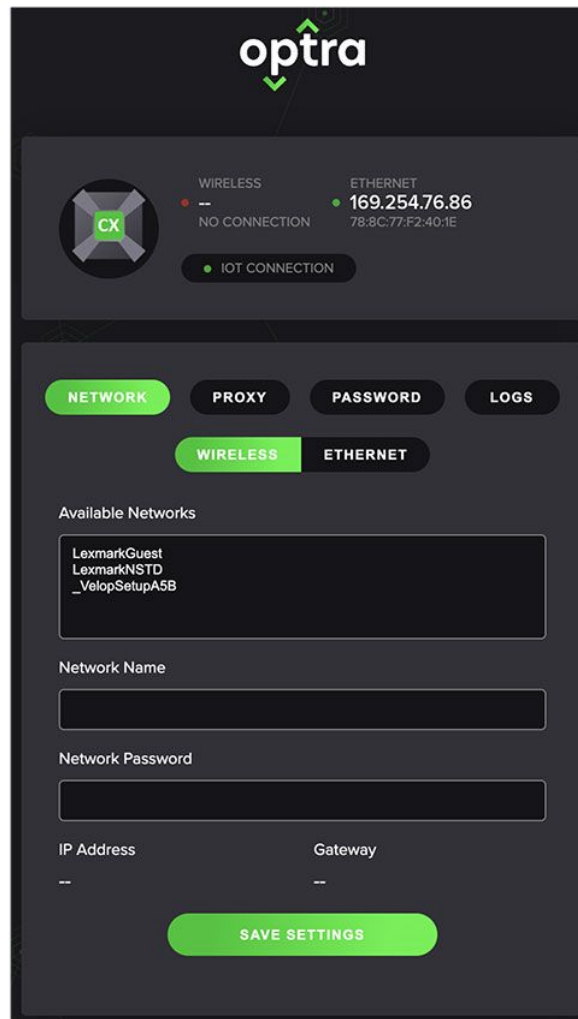 optra
WIRELESS
--
NO CONNECTION
ETHERNET
169.254.76.86
78:8C:77:F2:40:1E
CX
IOT CONNECTION
NETWORK PROXY PASSWORD LOGS
WIRELESS ETHERNET
Available Networks
LexmarkGuest
LexmarkNSTD
_VelopSetupA5B
Network Name
Network Password
IP Address Gateway
-- --
SAVE SETTINGS